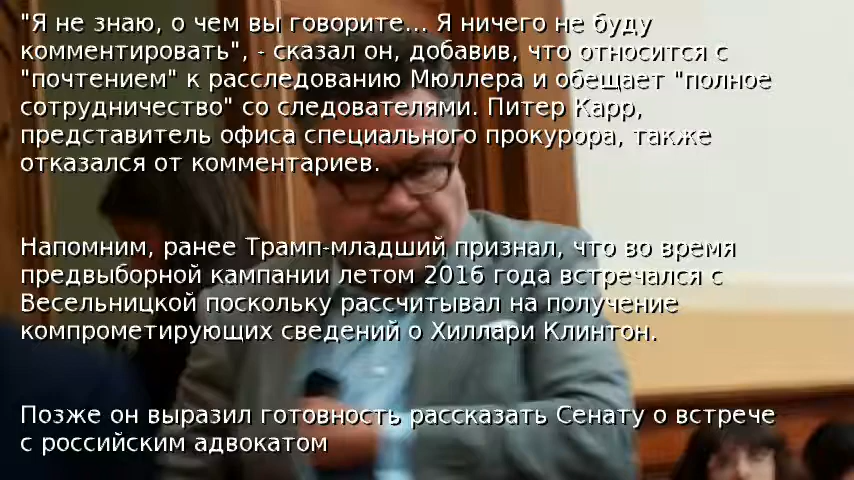 "Я не знаю, о чем вы говорите... Я ничего не буду
комментировать", - сказал он, добавив, что относится с
"почтением" к расследованию Мюллера и обещает "полное
сотрудничество" со следователями. Питер Карр,
представитель офиса специального прокурора, также
отказался от комментариев.
Напомним, ранее Трамп-младший признал, что во время
предвыборной кампании летом 2016 года встречался с
Весельницкой поскольку рассчитывал на получение
компрометирующих сведений о Хиллари Клинтон.
Позже он выразил готовность рассказать Сенату о встрече
с российским адвокатом